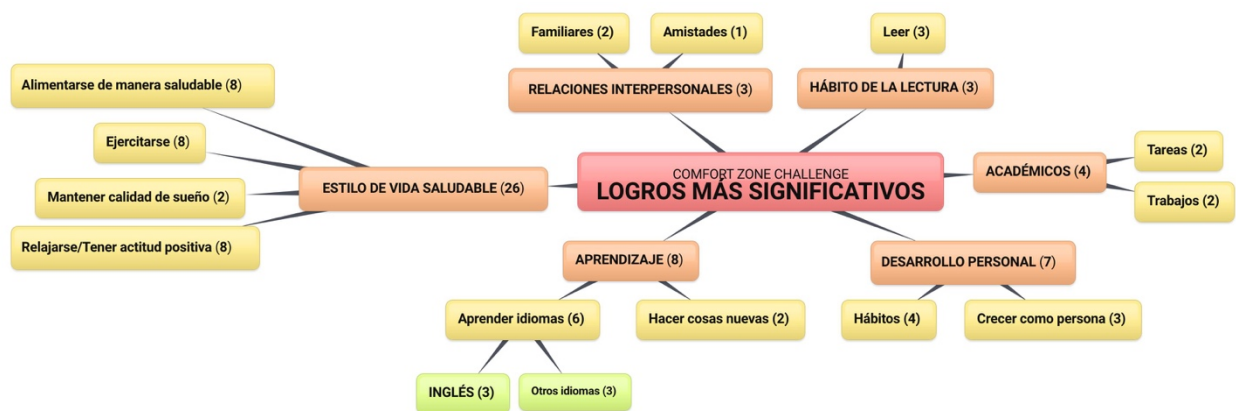 Familiares (2)
Amistades (1)
Leer (3)
RELACIONES INTERPERSONALES (3)
HÁBITO DE LA LECTURA (3)
Alimentarse de manera saludable (8)
Ejercitarse (8)
Mantener calidad de sueño (2)
Relajarse/Tener actitud positiva (8)
ESTILO DE VIDA SALUDABLE (26)
COMFORT ZONE CHALLENGE
LOGROS MÁS SIGNIFICATIVOS
ACADÉMICOS (4)
Tareas (2)
Trabajos (2)
APRENDIZAJE (8)
DESARROLLO PERSONAL (7)
Aprender idiomas (6)
Hacer cosas nuevas (2)
Hábitos (4)
Crecer como persona (3)
INGLÉS (3)
Otros idiomas (3)